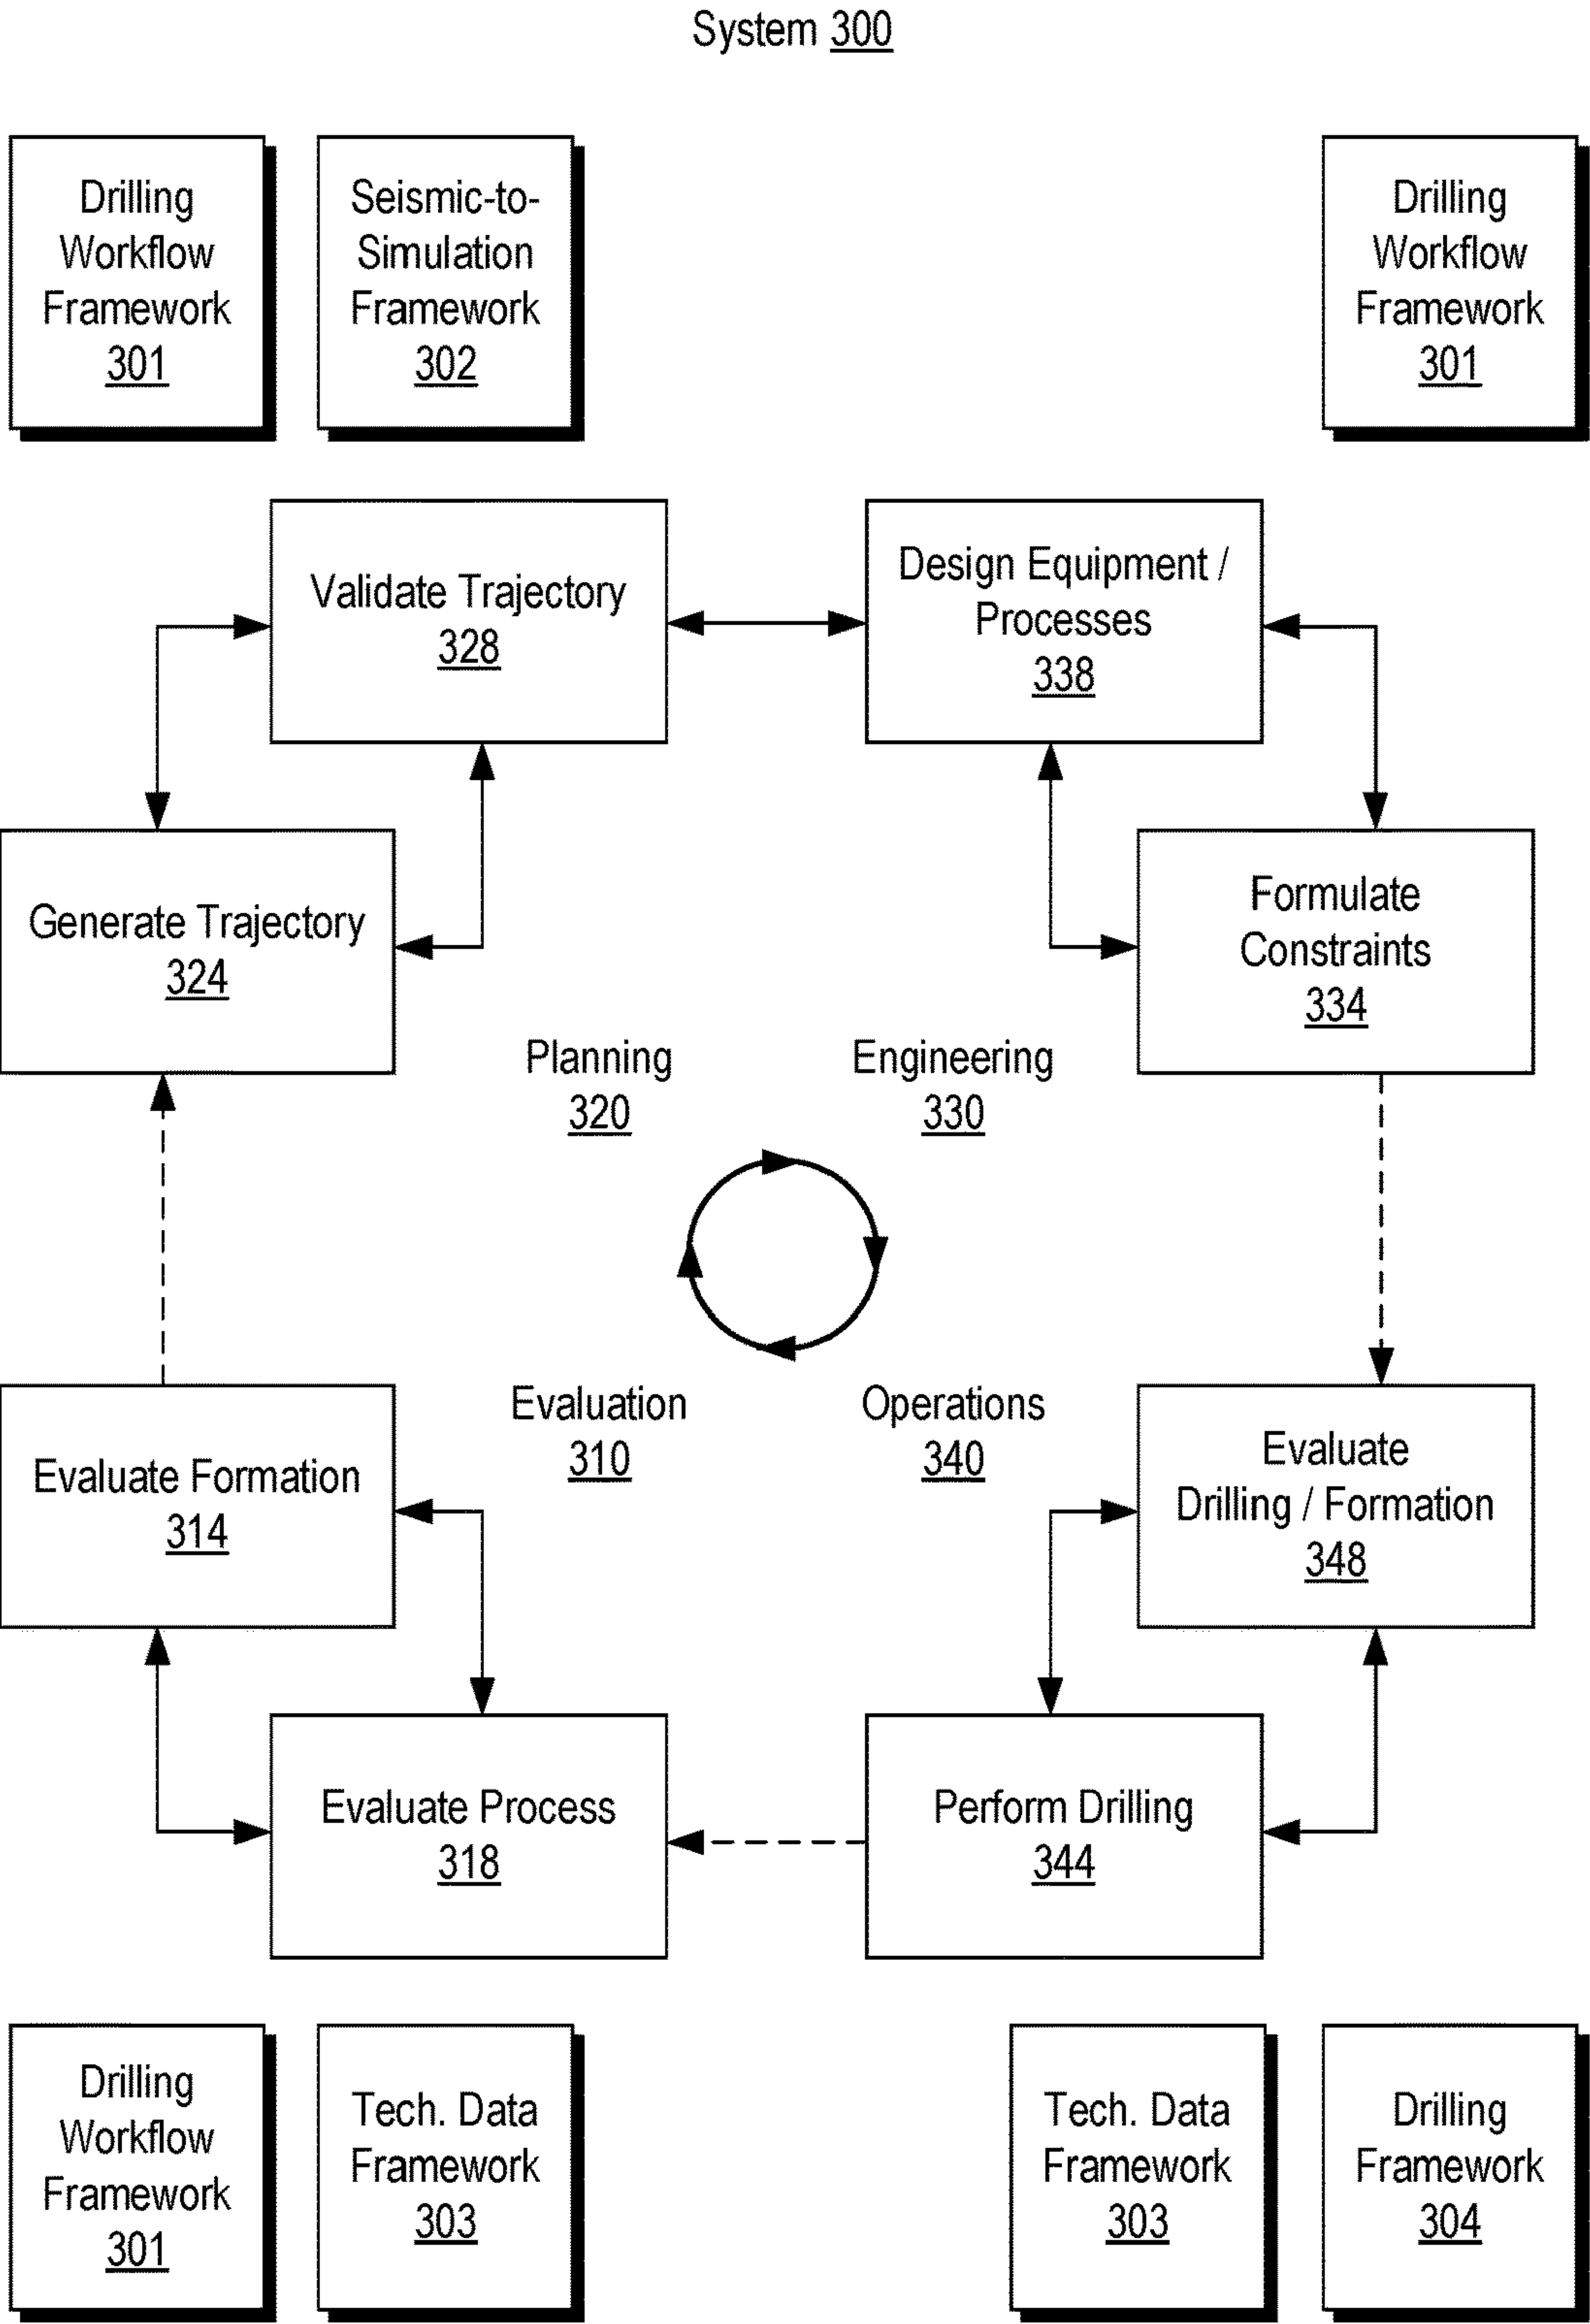 System 300
Drilling
Workflow
Framework
301
Seismic-to-
Simulation
Framework
302
Drilling
Workflow
Framework
301
Validate Trajectory
328
Design Equipment /
Processes
338
Generate Trajectory
324
Formulate
Constraints
334
Planning
320
Engineering
330
Evaluation
310
Operations
340
Evaluate Formation
314
Evaluate
Drilling / Formation
348
Evaluate Process
318
Perform Drilling
344
Drilling
Workflow
Framework
301
Tech. Data
Framework
303
Tech. Data
Framework
303
Drilling
Framework
304